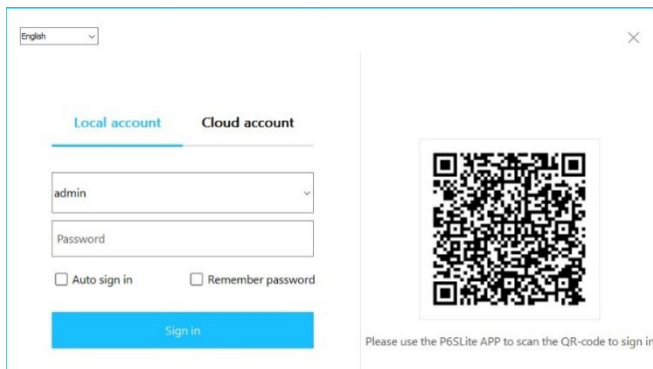 English
Local account Cloud account
admin
Password
Auto sign in Remember password
Sign in
Please use the P6SLite APP to scan the QR-code to sign in